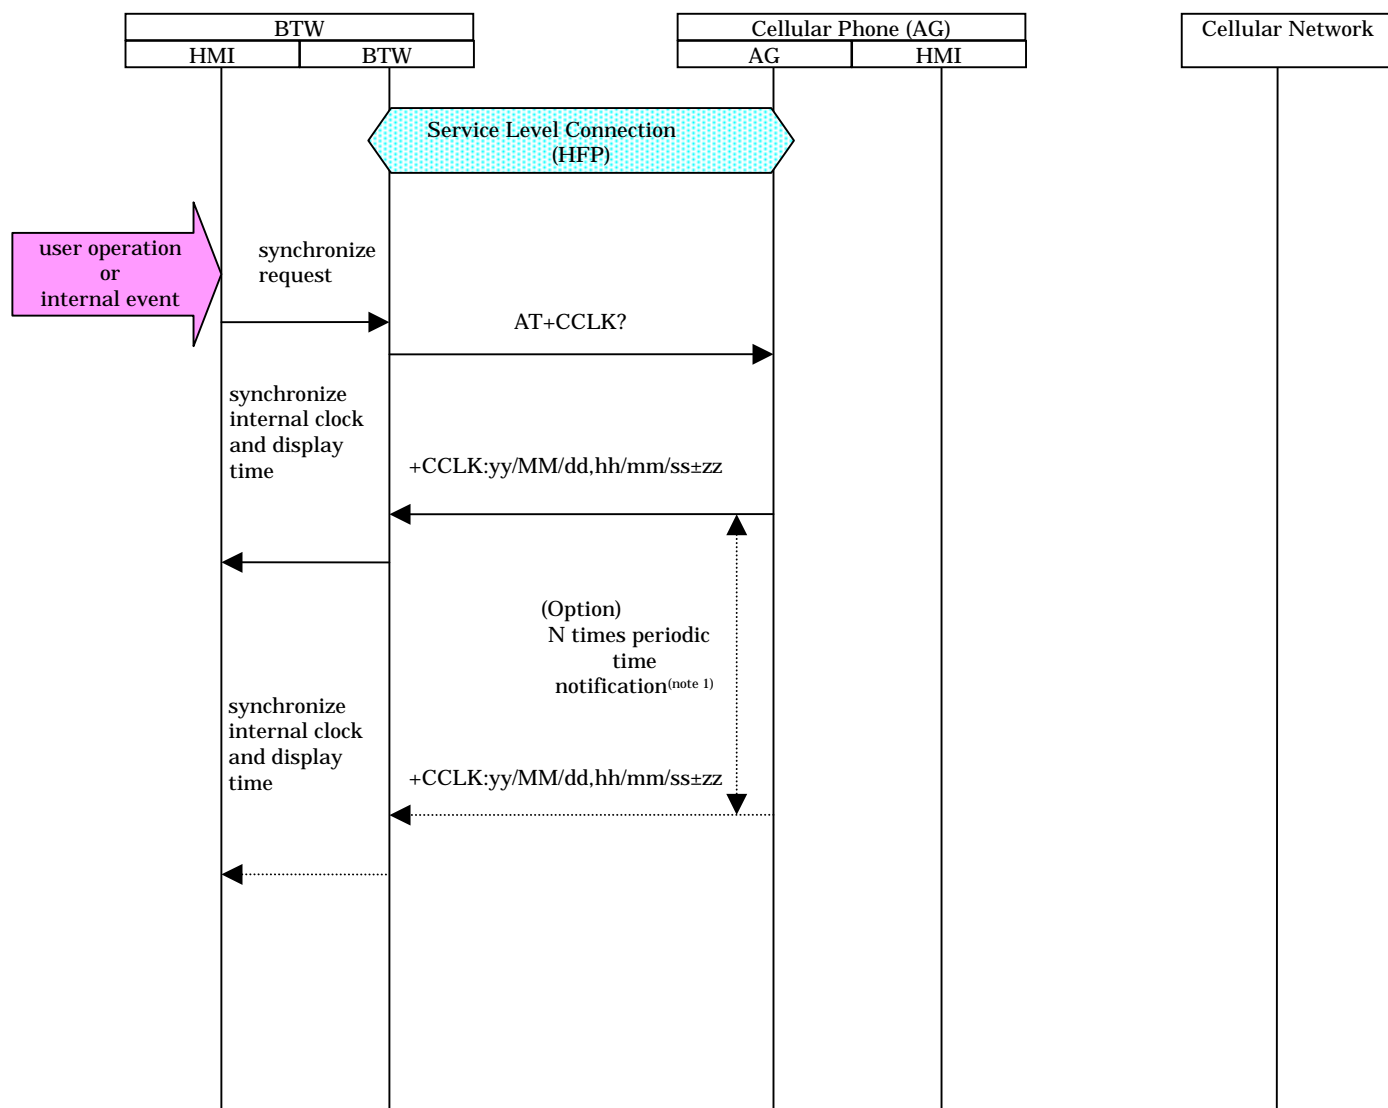 BTW
Cellular Phone (AG)
Cellular Network
HMI
BTW
AG
HMI
Service Level Connection
(HFP)
user operation
or
internal event
synchronize
request
AT+CCLK?
synchronize
internal clock
and display
time
+CCLK:yy/MM/dd,hh/mm/ss±zz
(Option)
N times periodic
time
notification(note 1)
synchronize
internal clock
and display
time
+CCLK:yy/MM/dd,hh/mm/ss±zz